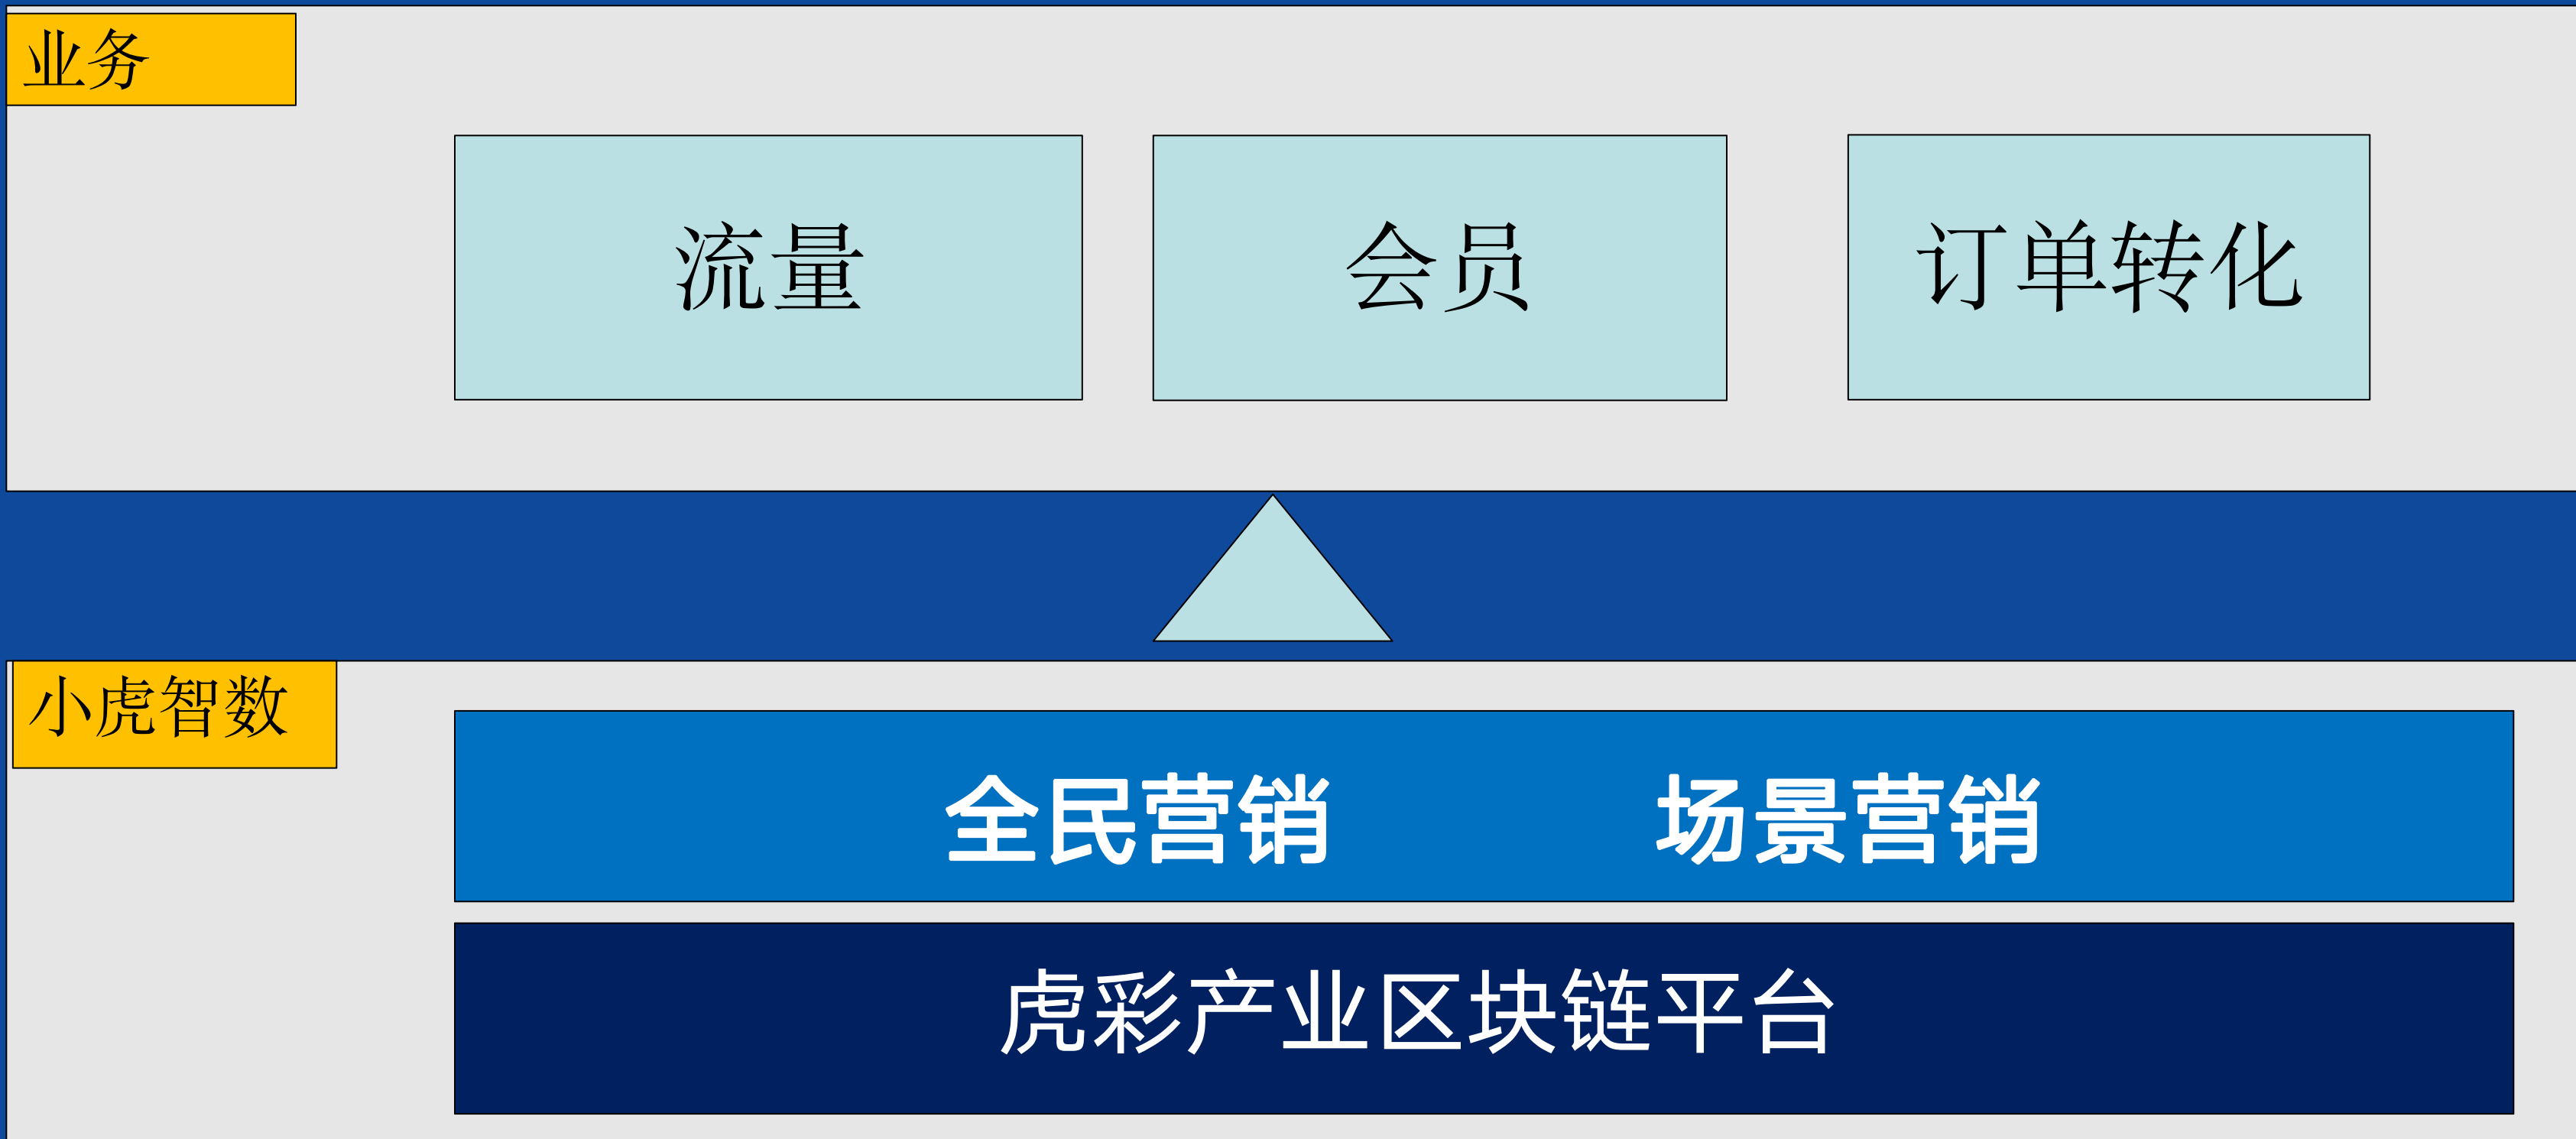 业务
流量
会员
订单转化
小虎智数
全民营销 场景营销
虎彩产业区块链平台